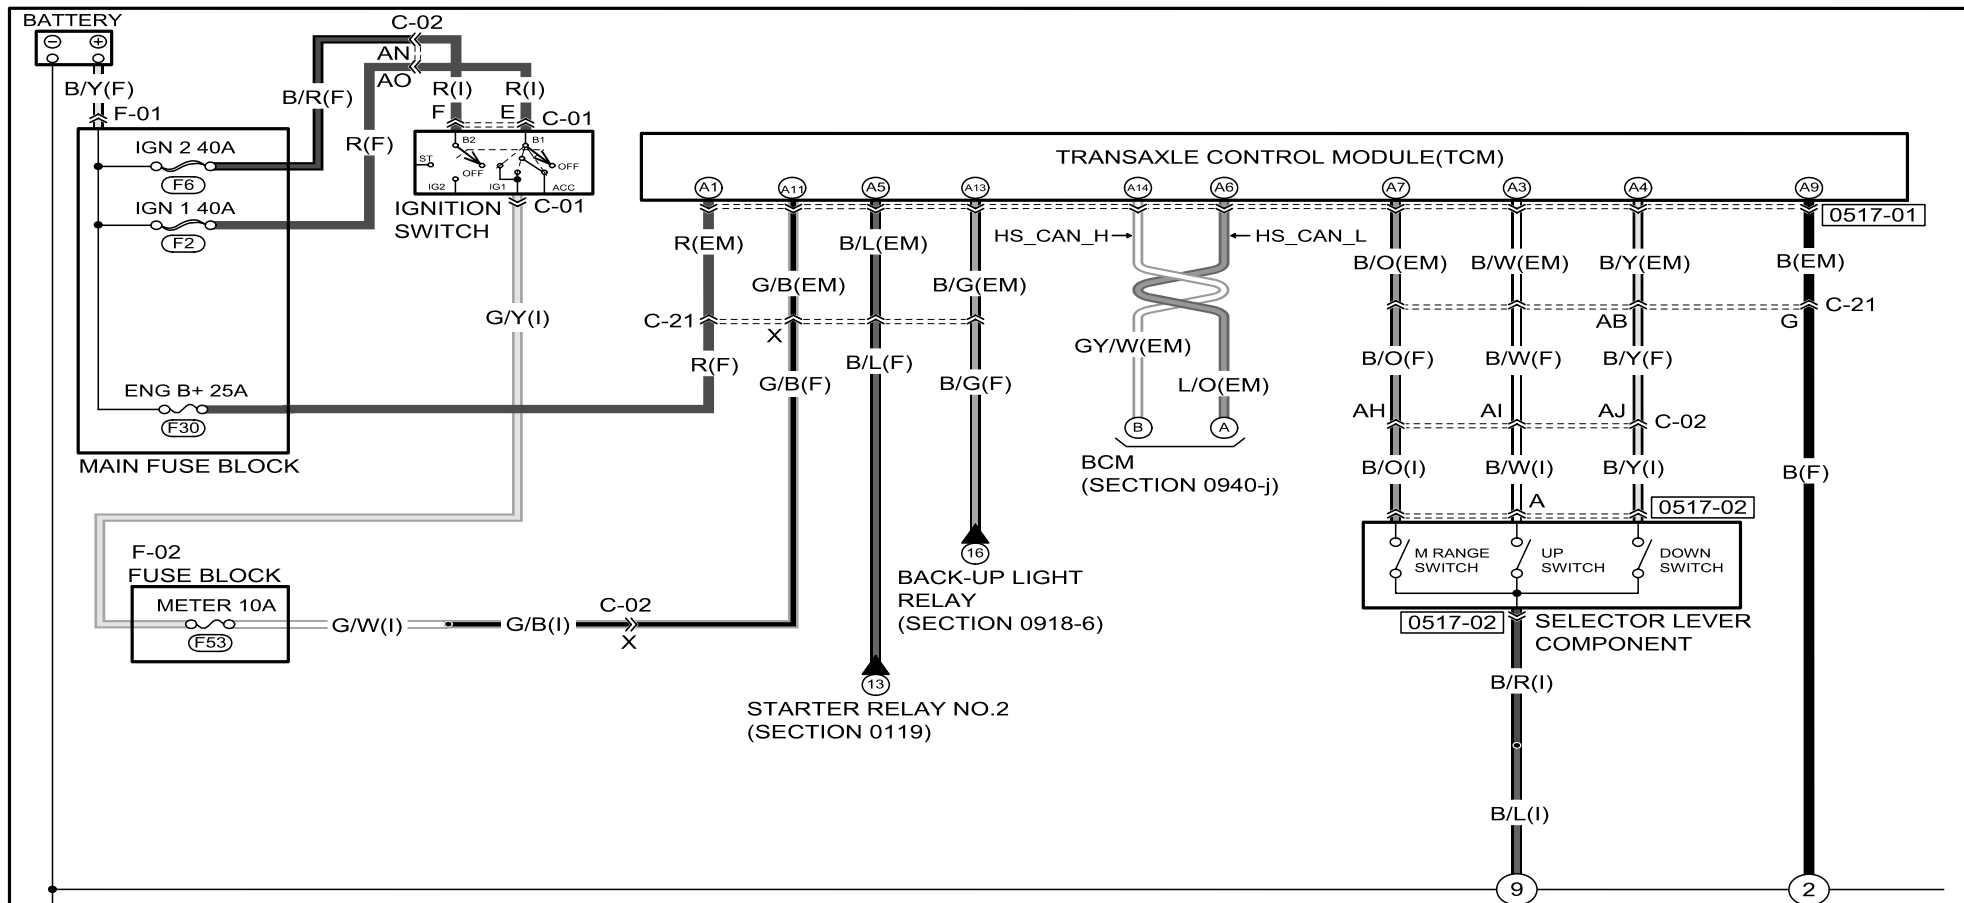 BATTERY
− +
B/Y(F)
F-01
C-02
AN
AO
B/R(F)
R(F)
R(I)
R(I)
F
E
C-01
IGN 2 40A
F6
IGN 1 40A
F2
ENG B+ 25A
F30
MAIN FUSE BLOCK
B2
B1
ST
OFF
OFF
IG2
IG1
ACC
IGNITION
SWITCH
C-01
G/Y(I)
F-02
FUSE BLOCK
METER 10A
F53
G/W(I)
G/B(I)
C-02
X
TRANSAXLE CONTROL MODULE(TCM)
A1
A11
A5
A13
A14
A6
A7
A3
A4
A9
0517-01
R(EM)
G/B(EM)
B/L(EM)
B/G(EM)
HS_CAN_H
HS_CAN_L
B/O(EM)
B/W(EM)
B/Y(EM)
B(EM)
C-21
X
AB
G
C-21
R(F)
G/B(F)
B/L(F)
B/G(F)
GY/W(EM)
L/O(EM)
B
A
BCM
(SECTION 0940-j)
B/O(F)
B/W(F)
B/Y(F)
AH
AI
AJ
C-02
B/O(I)
B/W(I)
B/Y(I)
B(F)
A
0517-02
M RANGE
SWITCH
UP
SWITCH
DOWN
SWITCH
0517-02
SELECTOR LEVER
COMPONENT
16
BACK-UP LIGHT
RELAY
(SECTION 0918-6)
13
STARTER RELAY NO.2
(SECTION 0119)
B/R(I)
B/L(I)
9
2